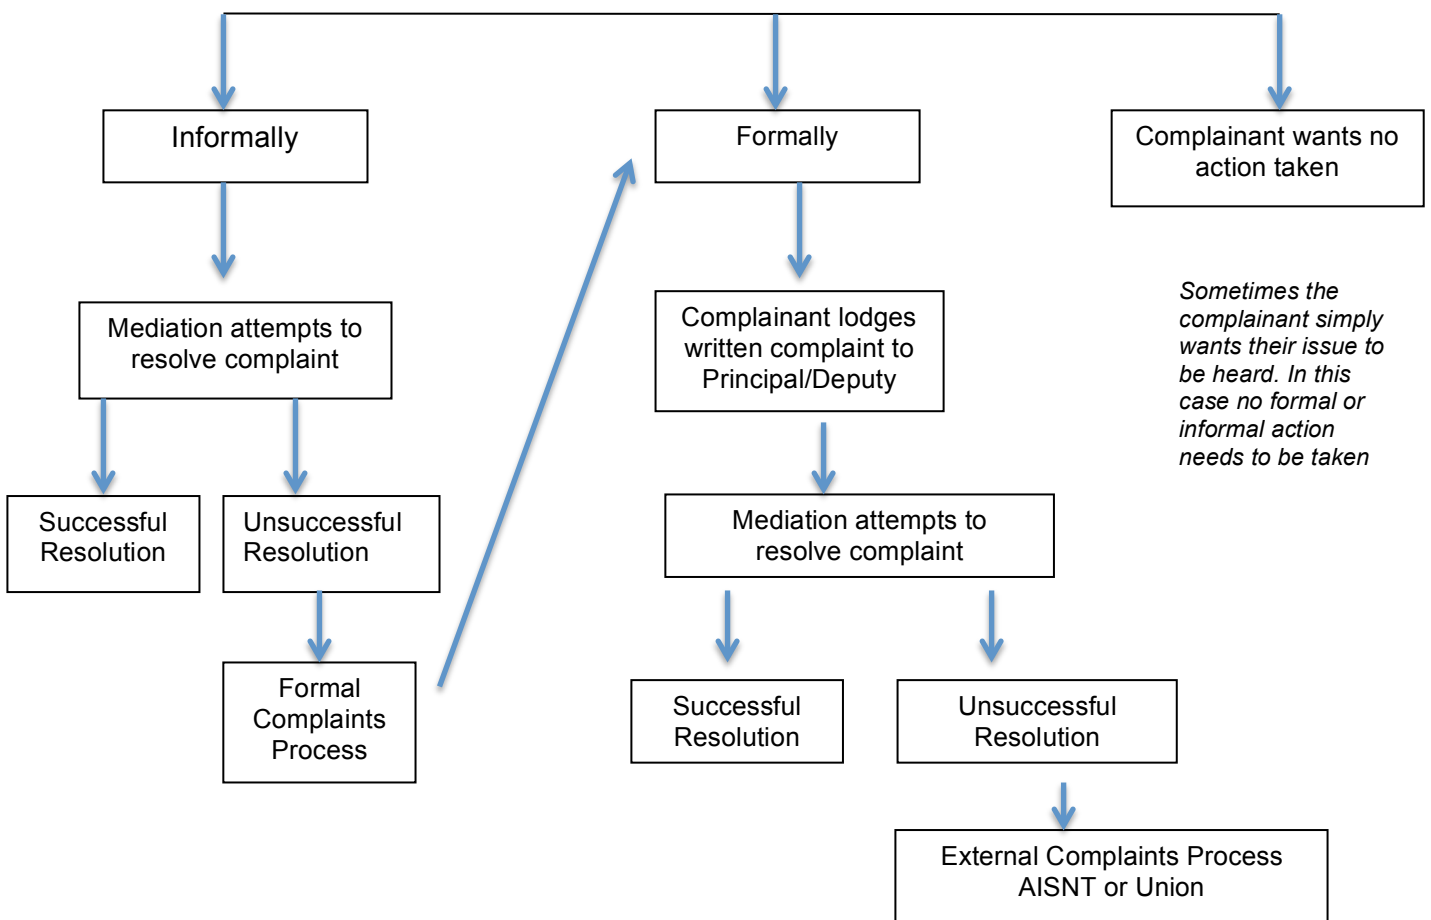 Informally
Formally
Complainant wants no
action taken
Sometimes the
complainant simply
wants their issue to
be heard. In this
case no formal or
informal action
needs to be taken
Mediation attempts to
resolve complaint
Complainant lodges
written complaint to
Principal/Deputy
Successful
Resolution
Unsuccessful
Resolution
Mediation attempts to
resolve complaint
Formal
Complaints
Process
Successful
Resolution
Unsuccessful
Resolution
External Complaints Process
AISNT or Union